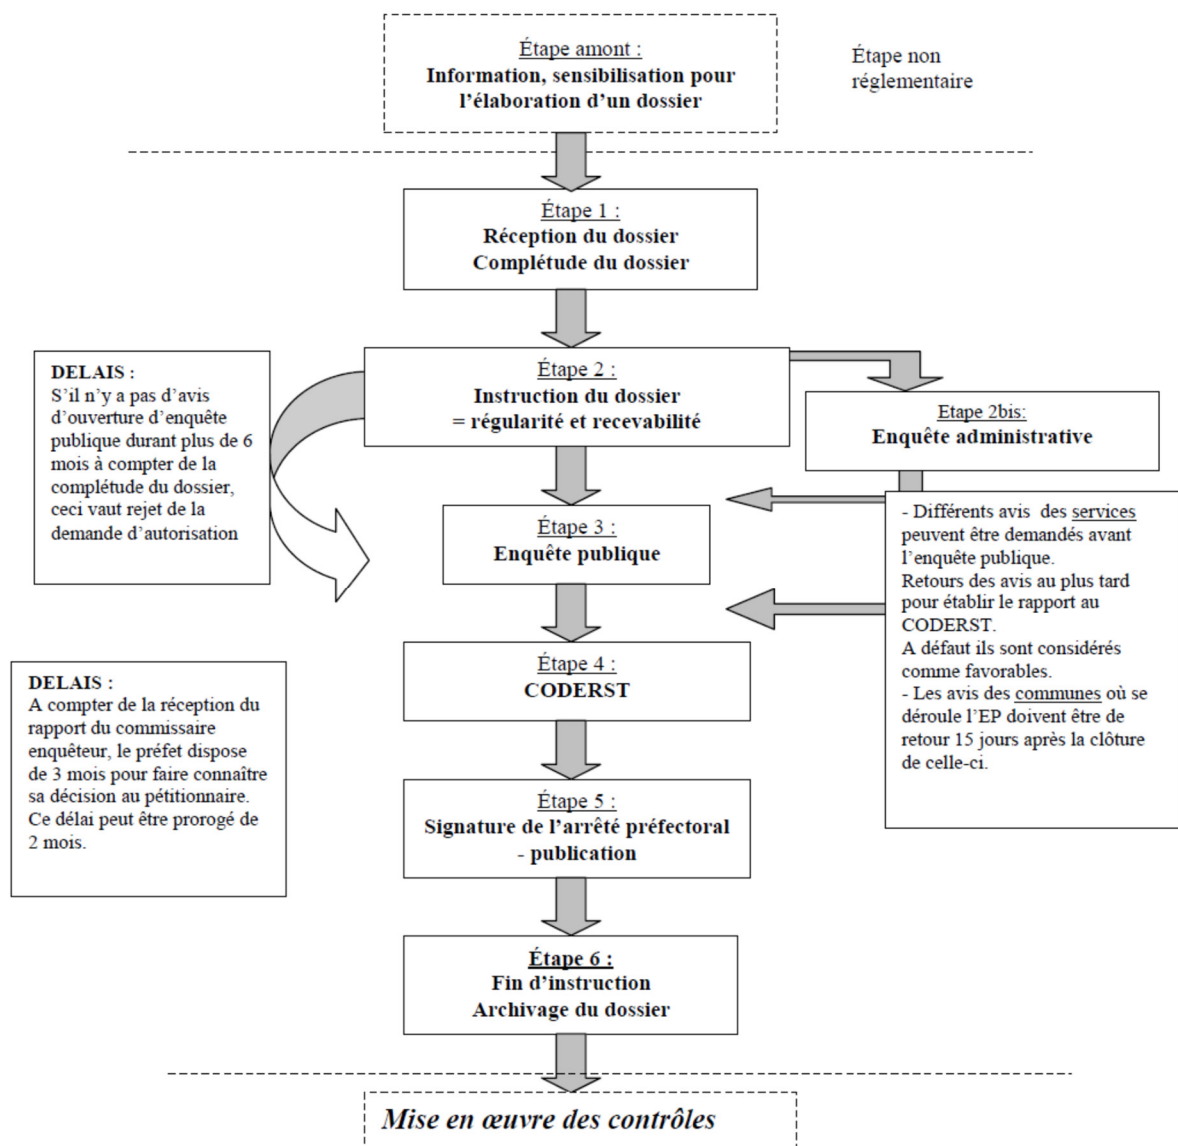 Étape amont :
Information, sensibilisation pour
l’élaboration d’un dossier
Étape non
réglementaire
Étape 1 :
Réception du dossier
Complétude du dossier
Étape 2 :
Instruction du dossier
= régularité et recevabilité
DELAIS :
S’il n’y a pas d’avis
d’ouverture d’enquête
publique durant plus de 6
mois à compter de la
complétude du dossier,
ceci vaut rejet de la
demande d’autorisation
Etape 2bis:
Enquête administrative
- Différents avis des services
peuvent être demandés avant
l’enquête publique.
Retours des avis au plus tard
pour établir le rapport au
CODERST.
A défaut ils sont considérés
comme favorables.
- Les avis des communes où se
déroule l’EP doivent être de
retour 15 jours après la clôture
de celle-ci.
Étape 3 :
Enquête publique
Étape 4 :
CODERST
DELAIS :
A compter de la réception du
rapport du commissaire
enquêteur, le préfet dispose
de 3 mois pour faire connaître
sa décision au pétitionnaire.
Ce délai peut être prorogé de
2 mois.
Étape 5 :
Signature de l’arrêté préfectoral
- publication
Étape 6 :
Fin d’instruction
Archivage du dossier
Mise en œuvre des contrôles